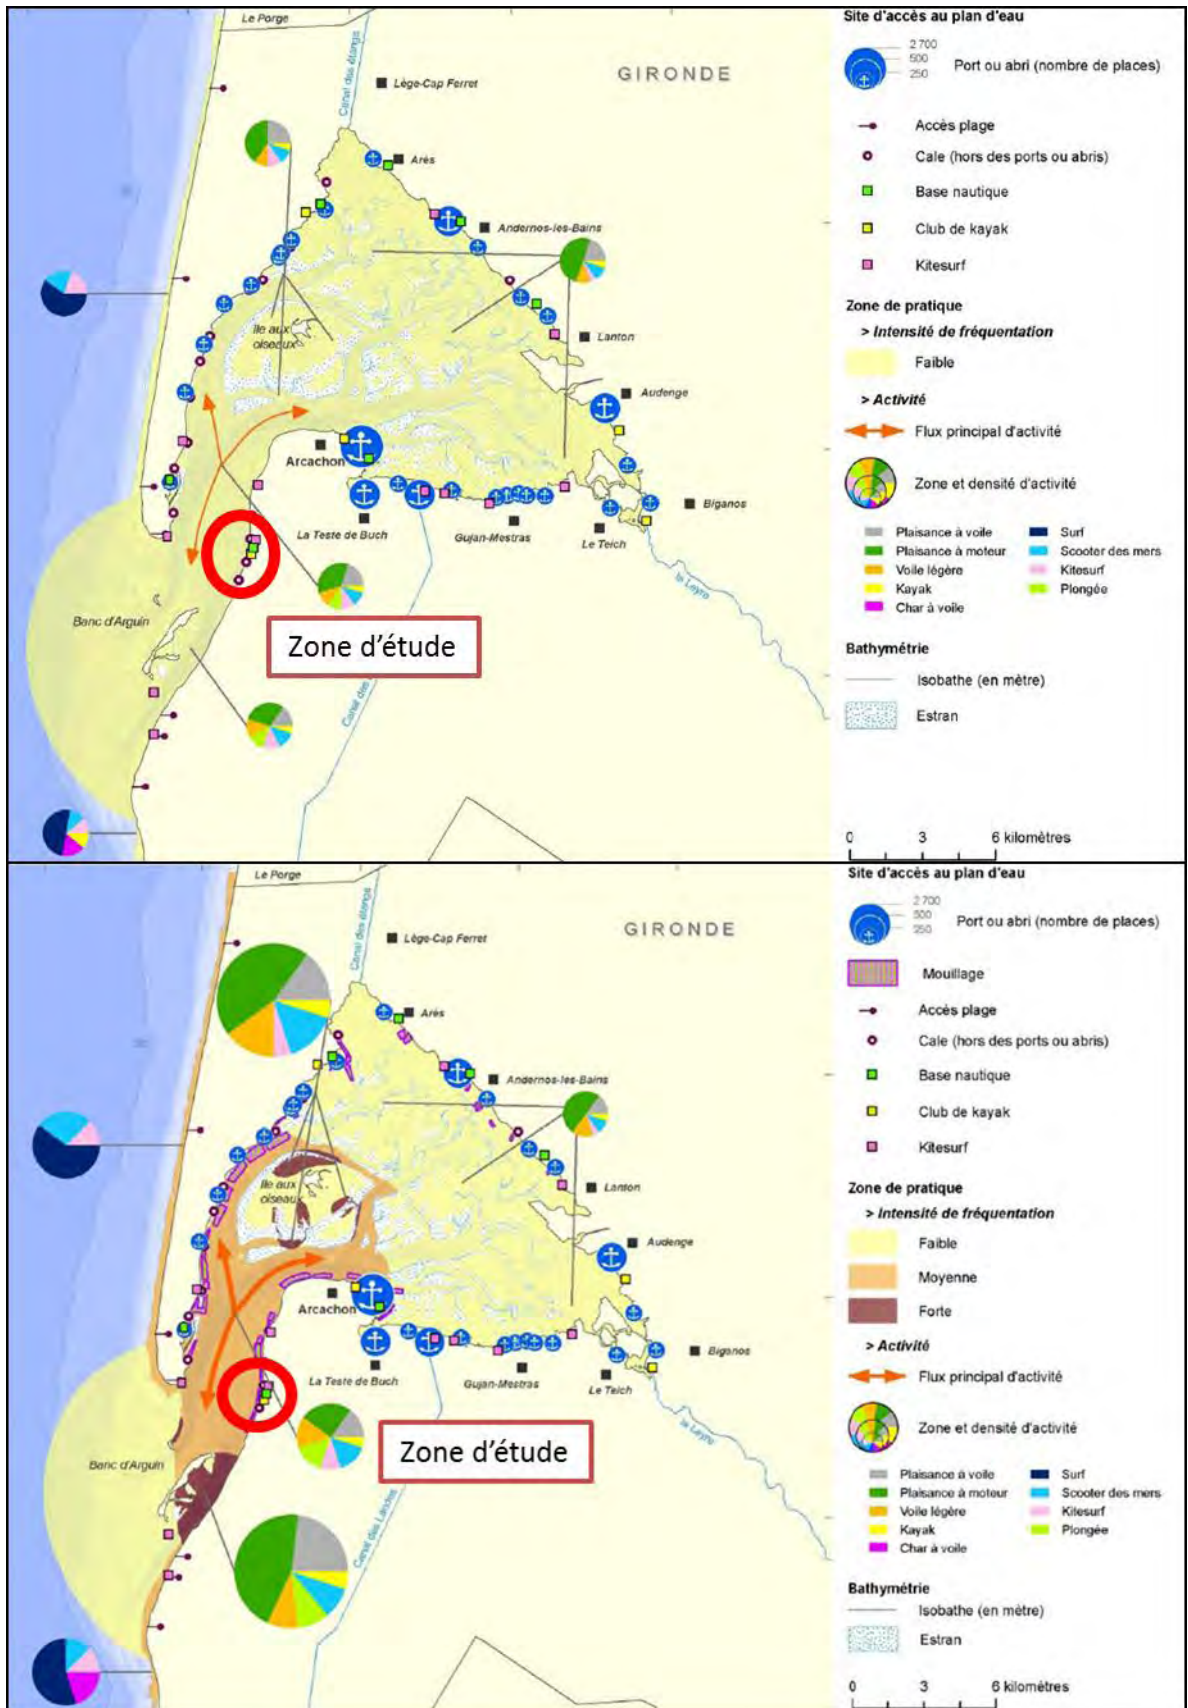 Le Porge
Canal des étangs
Lège-Cap Ferret
GIRONDE
Arès
Andernos-les-Bains
Ile aux
oiseaux
Lanton
Audenge
Arcachon
Biganos
La Teste de Buch
Gujan-Mestras
Le Teich
la Leyre
Banc d'Arguin
Zone d'étude
Canal des
Site d'accès au plan d'eau
2 700
500
250
Port ou abri (nombre de places)
Accès plage
Cale (hors des ports ou abris)
Base nautique
Club de kayak
Kitesurf
Zone de pratique
> Intensité de fréquentation
Faible
> Activité
Flux principal d'activité
Zone et densité d'activité
Plaisance à voile
Surf
Plaisance à moteur
Scooter des mers
Voile légère
Kitesurf
Kayak
Plongée
Char à voile
Bathymétrie
Isobathe (en mètre)
Estran
0 3 6 kilomètres
Le Porge
Canal des étangs
Lège-Cap Ferret
GIRONDE
Arès
Andernos-les-Bains
Ile aux
oiseaux
Lanton
Audenge
Arcachon
Biganos
La Teste de Buch
Gujan-Mestras
Le Teich
la Leyre
Banc d'Arguin
Zone d'étude
Canal des Landes
Site d'accès au plan d'eau
2 700
500
250
Port ou abri (nombre de places)
Mouillage
Accès plage
Cale (hors des ports ou abris)
Base nautique
Club de kayak
Kitesurf
Zone de pratique
> Intensité de fréquentation
Faible
Moyenne
Forte
> Activité
Flux principal d'activité
Zone et densité d'activité
Plaisance à voile
Surf
Plaisance à moteur
Scooter des mers
Voile légère
Kitesurf
Kayak
Plongée
Char à voile
Bathymétrie
Isobathe (en mètre)
Estran
0 3 6 kilomètres